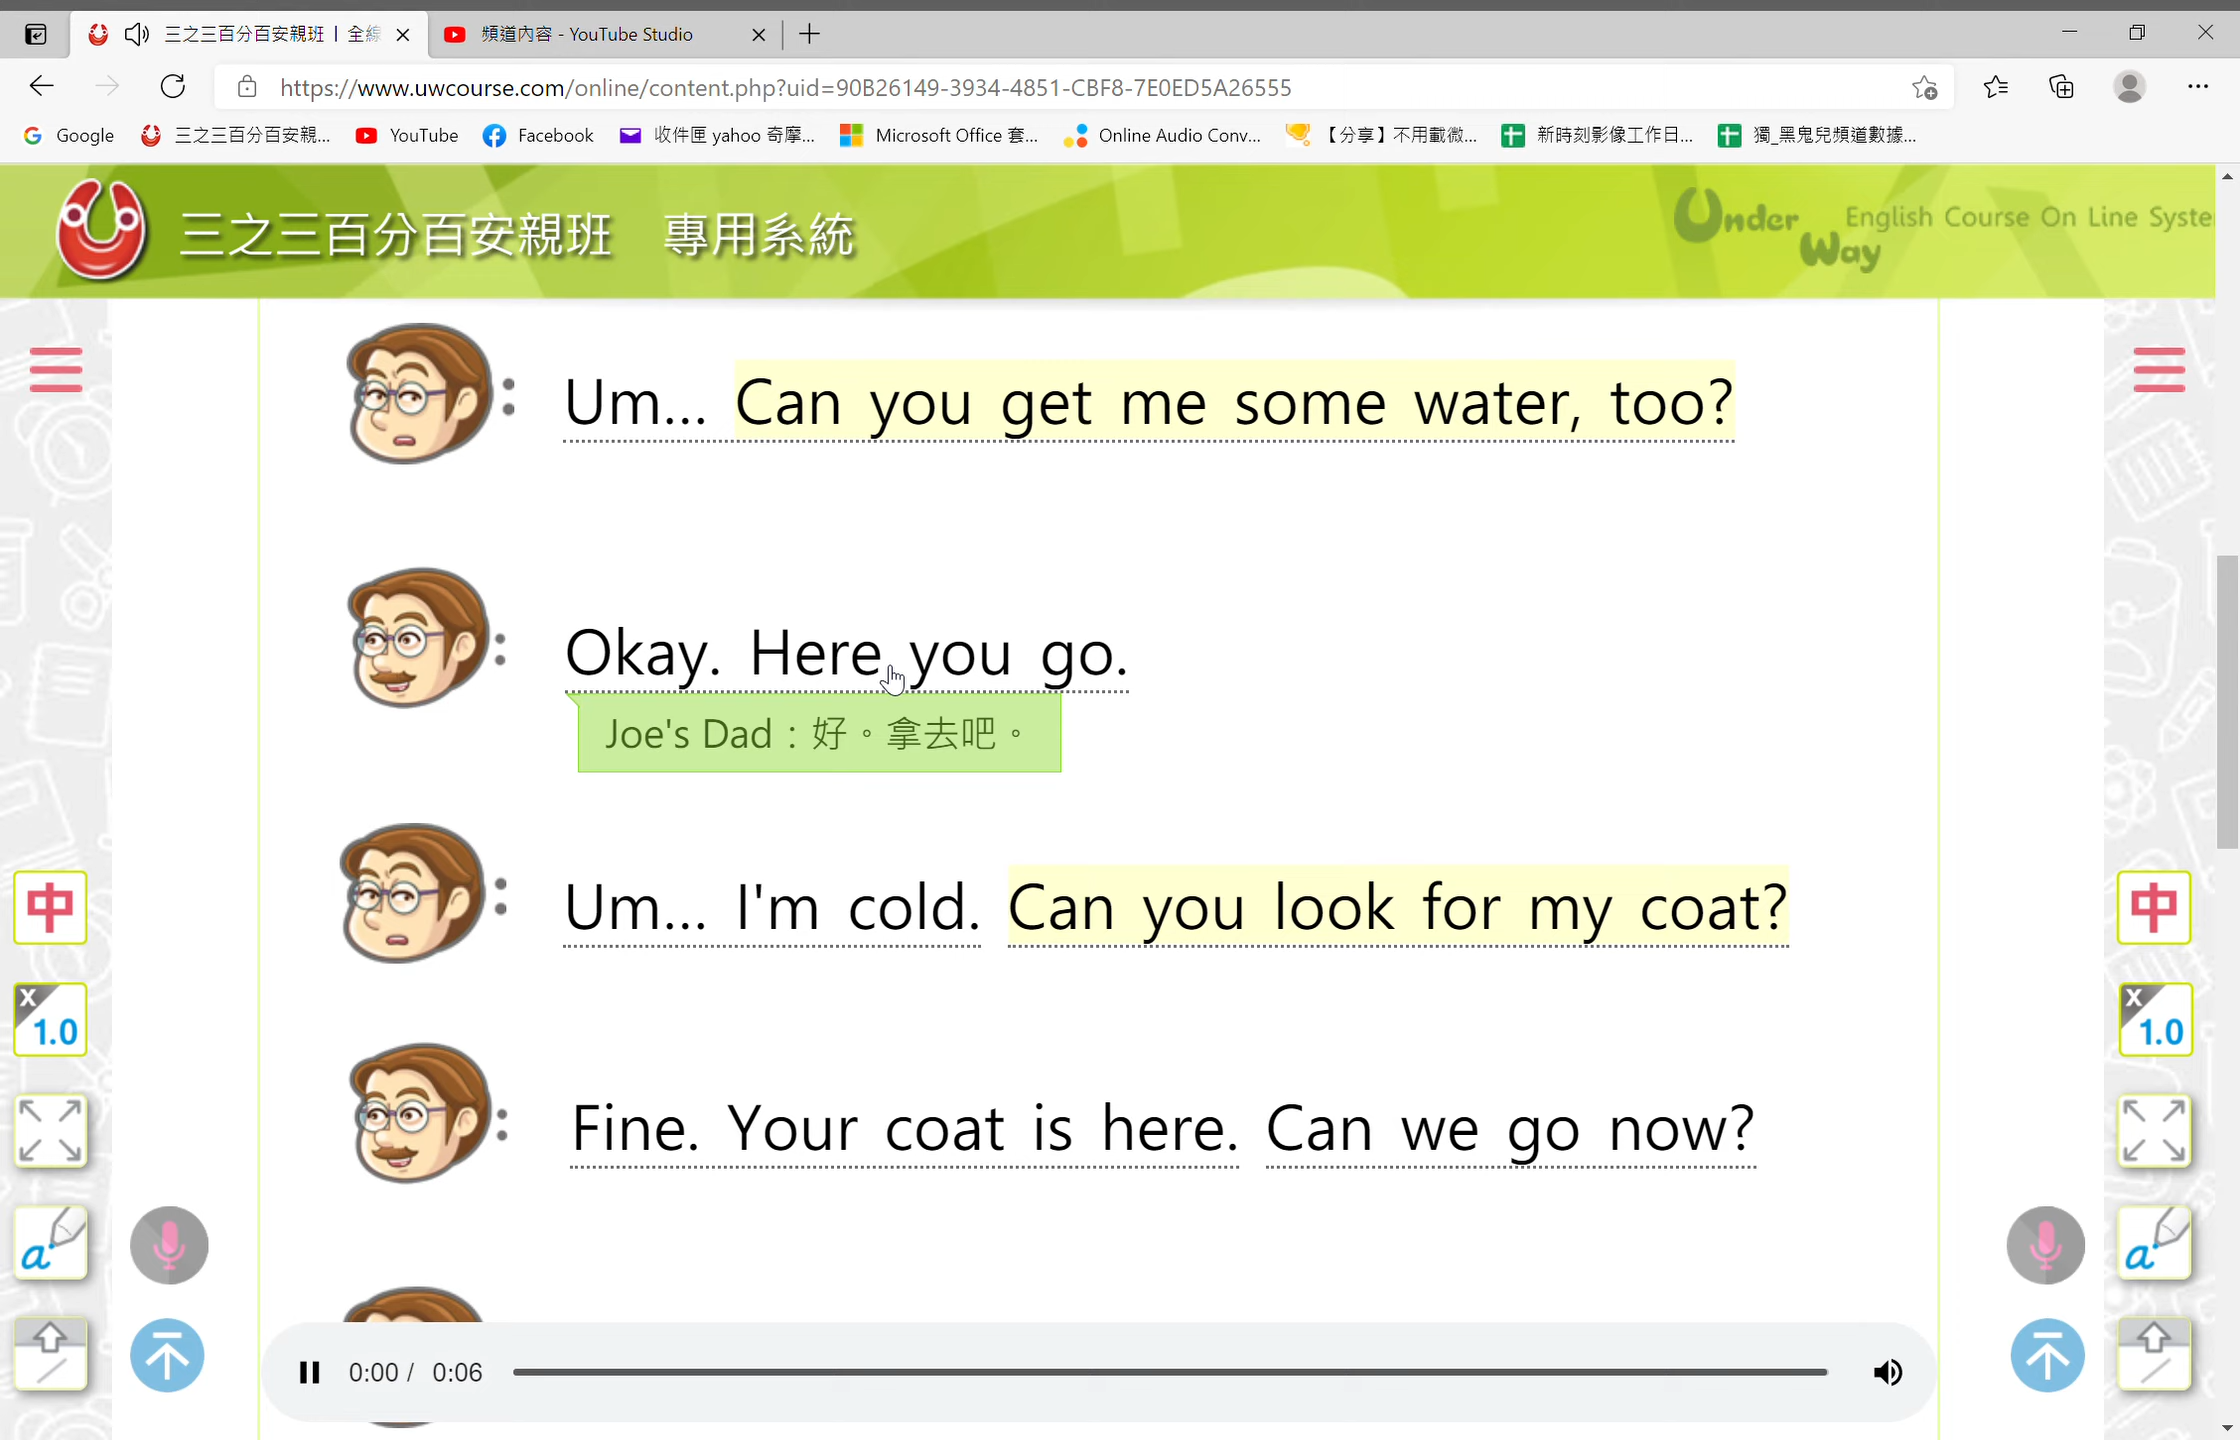 三之三百分百安親班 | 全線
頻道內容 - YouTube Studio
https://www.uwcourse.com/online/content.php?uid=90B26149-3934-4851-CBF8-7E0ED5A26555
Google
三之三百分百安親...
YouTube
Facebook
收件匣 yahoo 奇摩...
Microsoft Office 套...
Online Audio Conv...
【分享】不用載微...
新時刻影像工作日...
獨_黑鬼兒頻道數據...
三之三百分百安親班 專用系統
Under Way
English Course On Line Syste
Um... Can you get me some water, too?
Okay. Here you go.
Joe's Dad：好。拿去吧。
Um... I'm cold. Can you look for my coat?
Fine. Your coat is here. Can we go now?
中
中
X 1.0
X 1.0
a
a
0:00 / 0:06